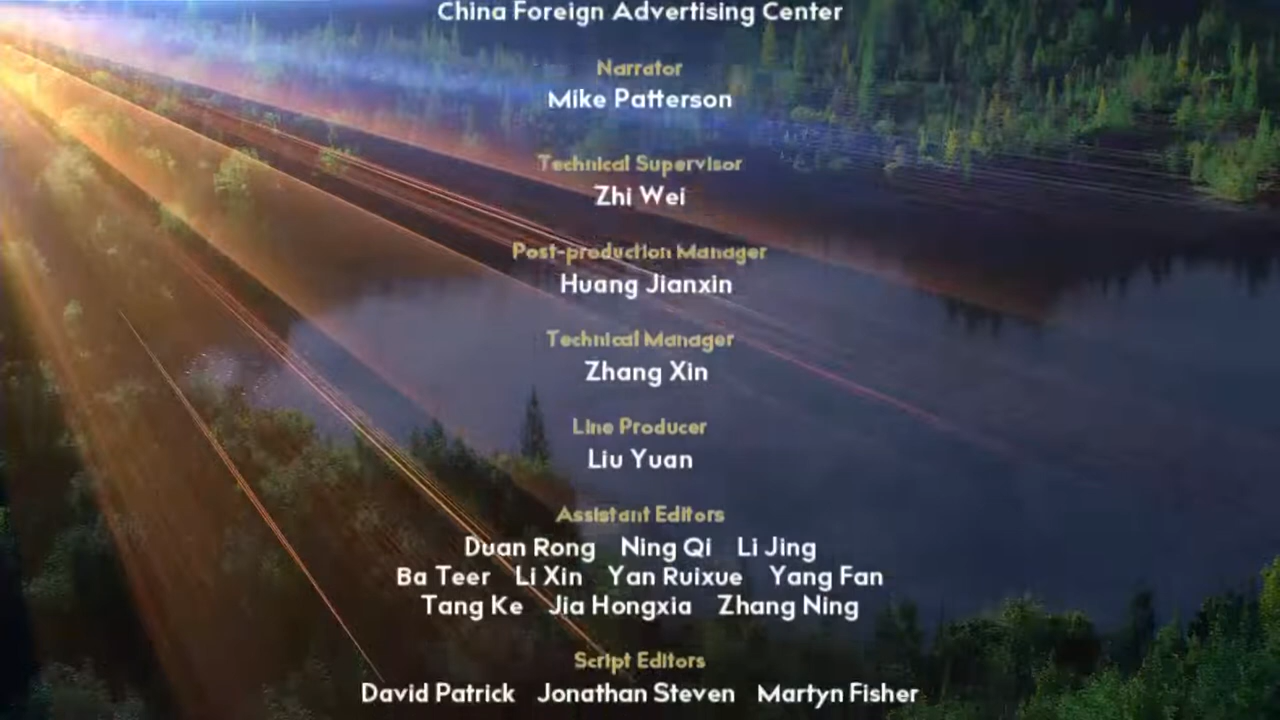 China Foreign Advertising Center
Narrator
Mike Patterson
Technical Supervisor
Zhi Wei
Post-production Manager
Huang Jianxin
Technical Manager
Zhang Xin
Line Producer
Liu Yuan
Assistant Editors
Duan Rong Ning Qi Li Jing
Ba Teer Li Xin Yan Ruixue Yang Fan
Tang Ke Jia Hongxia Zhang Ning
Script Editors
David Patrick Jonathan Steven Martyn Fisher